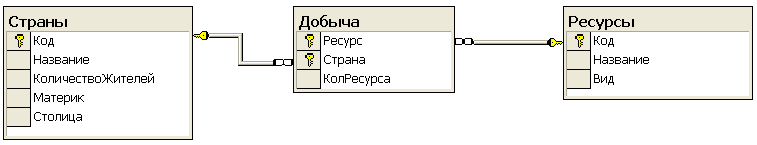 Страны
Код
Название
КоличествоЖителей
Материк
Столица
Добыча
Ресурс
Страна
КолРесурса
Ресурсы
Код
Название
Вид